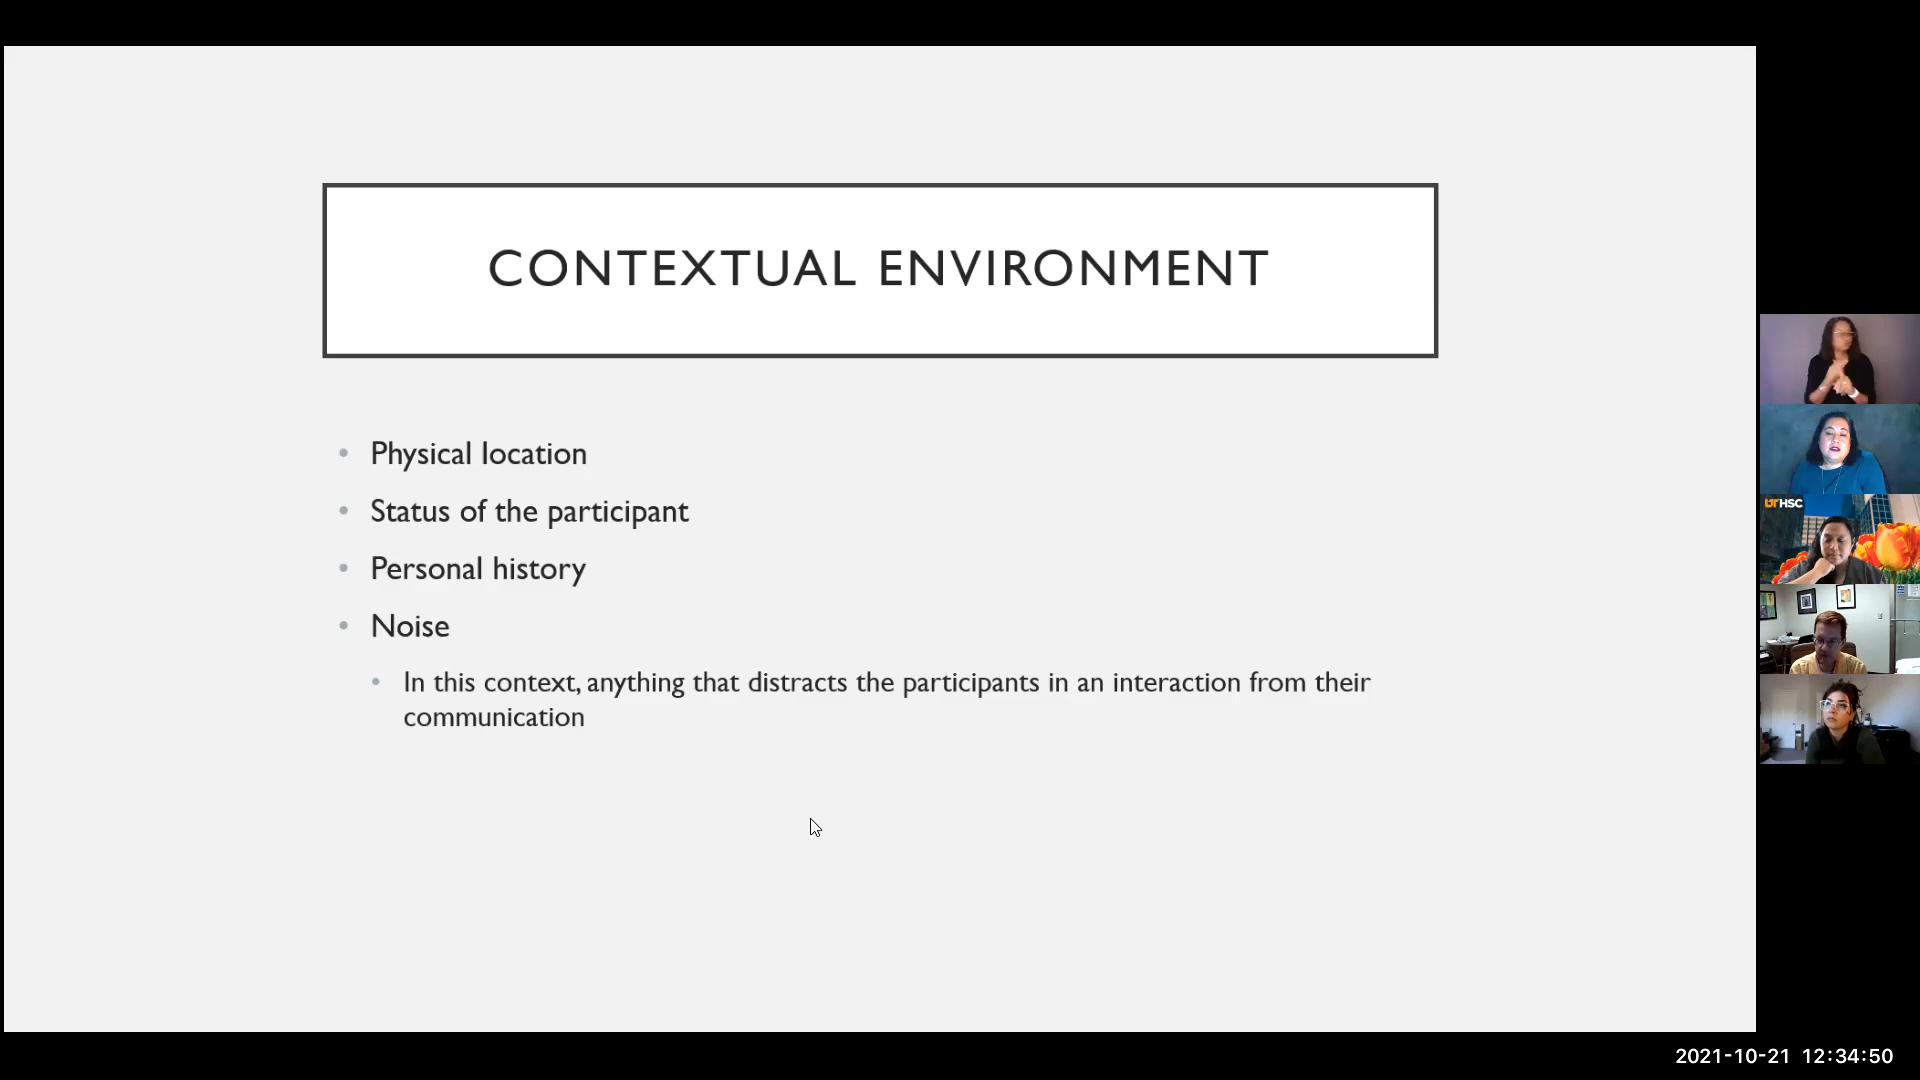 CONTEXTUAL ENVIRONMENT
• Physical location
• Status of the participant
• Personal history
• Noise
• In this context, anything that distracts the participants in an interaction from their
communication
UTHSC
2021-10-21 12:34:50